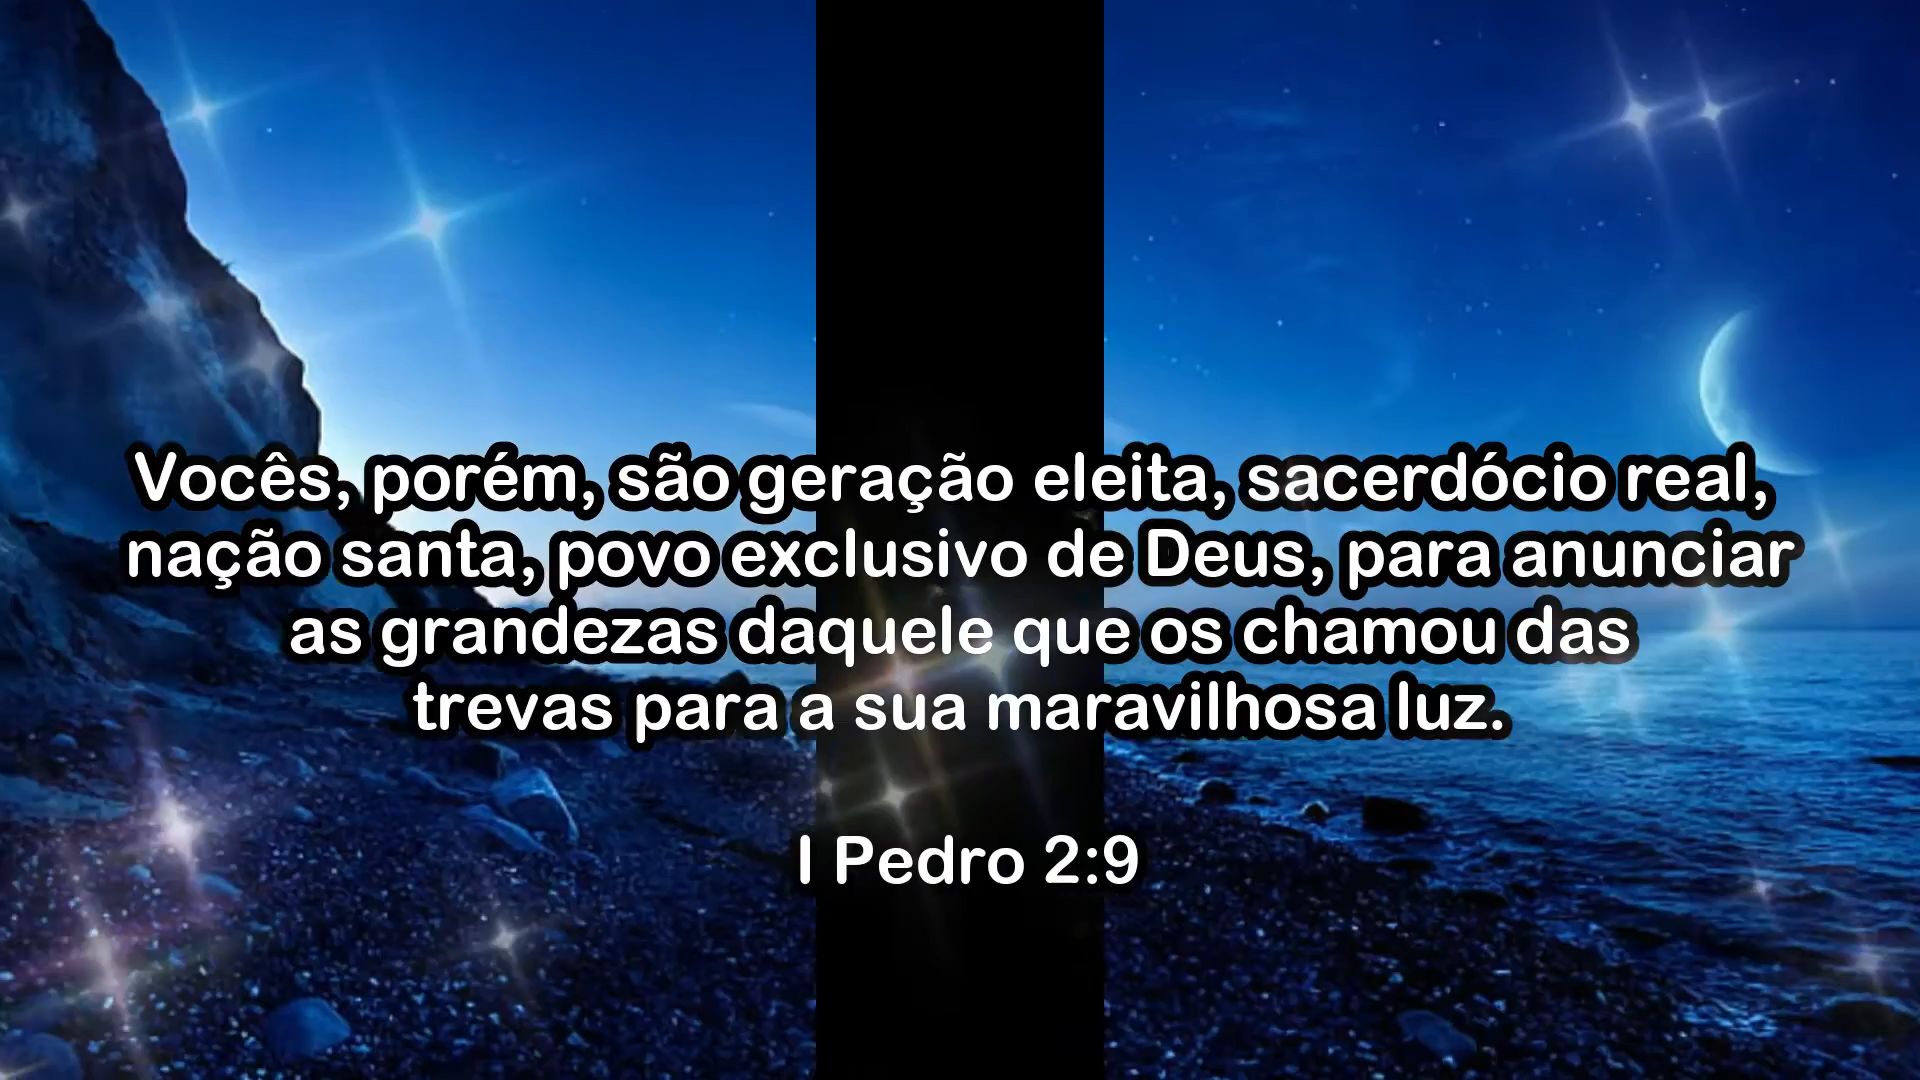 Vocês, porém, são geração eleita, sacerdócio real,
nação santa, povo exclusivo de Deus, para anunciar
as grandezas daquele que os chamou das
trevas para a sua maravilhosa luz.
I Pedro 2:9